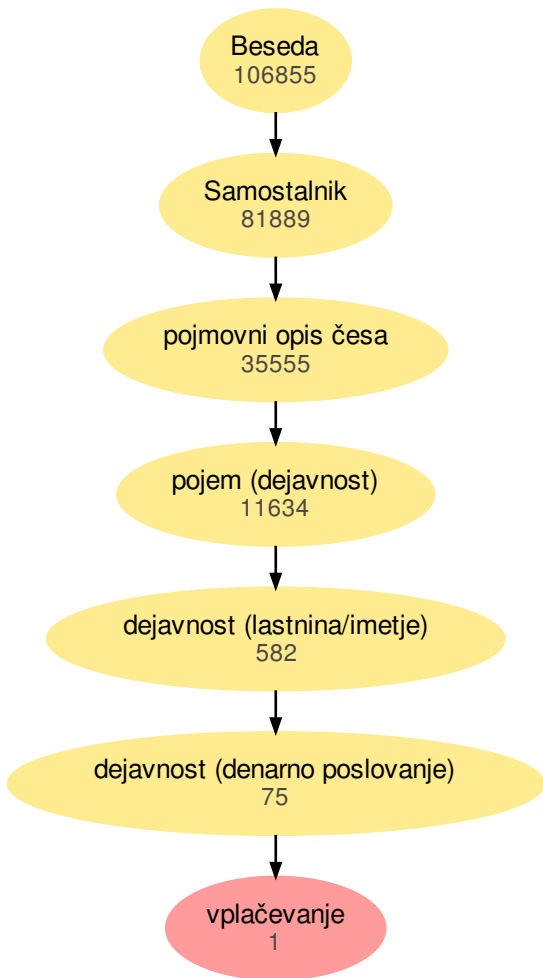 Beseda
106855
Samostalnik
81889
pojmovni opis česa
35555
pojem (dejavnost)
11634
dejavnost (lastnina/imetje)
582
dejavnost (denarno poslovanje)
75
vplačevanje
1